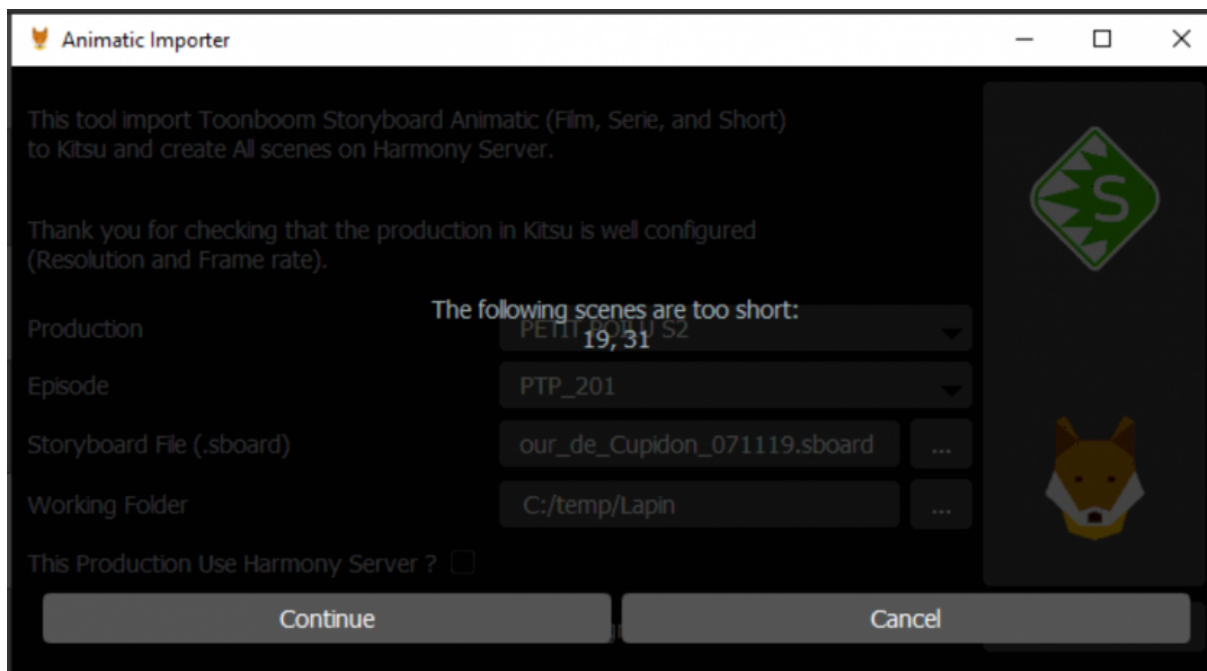 Animatic Importer
This tool import Toonboom Storyboard Animatic (Film, Serie, and Short)
to Kitsu and create All scenes on Harmony Server.
Thank you for checking that the production in Kitsu is well configured
(Resolution and Frame rate).
The following scenes are too short:
19, 31
Production
PETIT POILU S2
Episode
PTP_201
Storyboard File (.sboard)
our_de_Cupidon_071119.sboard
...
Working Folder
C:/temp/Lapin
...
This Production Use Harmony Server ?
Continue
Cancel
S